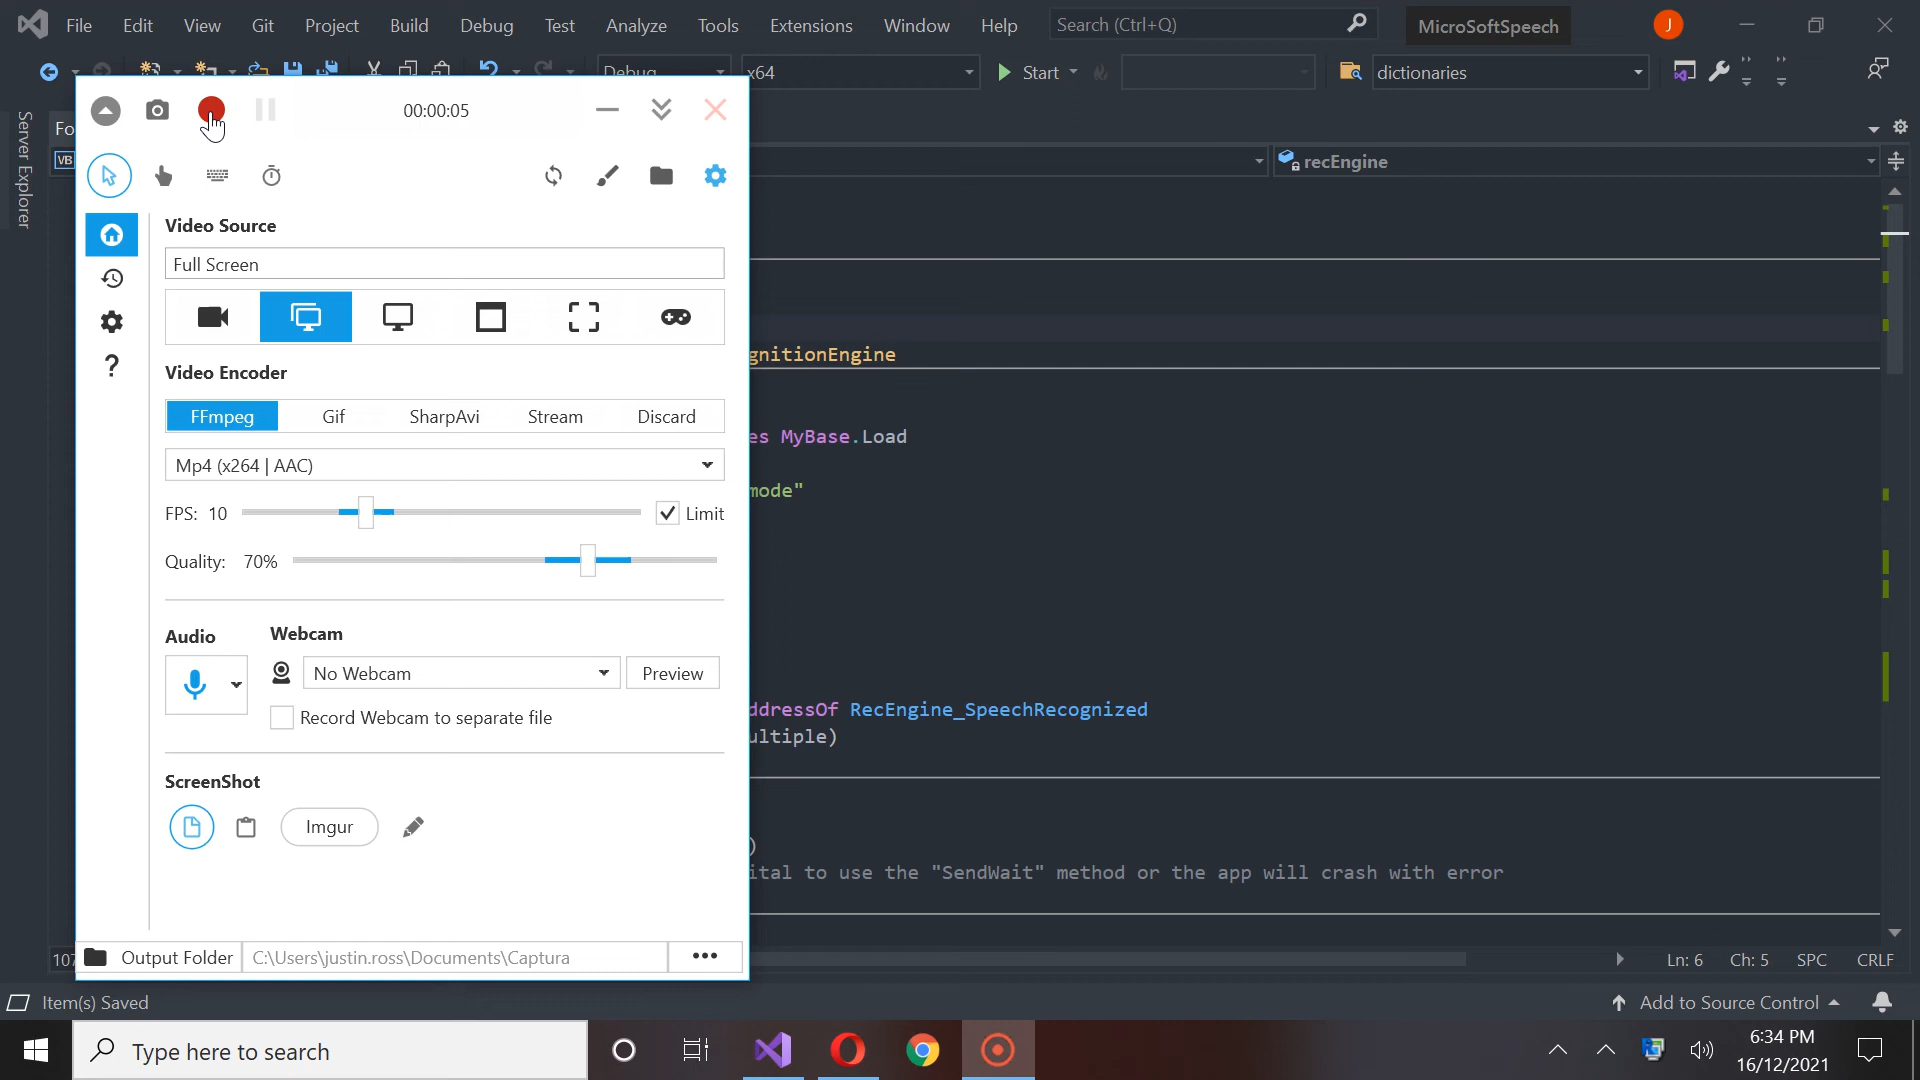 File Edit View Git Project Build Debug Test Analyze Tools Extensions Window Help Search (Ctrl+Q) MicroSoftSpeech J
Debug x64 Start dictionaries
00:00:05
Server Explorer
Fo
VB
recEngine
Video Source
Full Screen
gnitionEngine
Video Encoder
FFmpeg Gif SharpAvi Stream Discard
es MyBase.Load
Mp4 (x264 | AAC)
mode"
FPS: 10 Limit
Quality: 70%
Audio Webcam
No Webcam Preview
Record Webcam to separate file
ddressOf RecEngine_SpeechRecognized
ultiple)
ScreenShot
Imgur
)
ital to use the "SendWait" method or the app will crash with error
107
Output Folder C:\Users\justin.ross\Documents\Captura
Ln: 6 Ch: 5 SPC CRLF
Item(s) Saved Add to Source Control
Type here to search
6:34 PM
16/12/2021